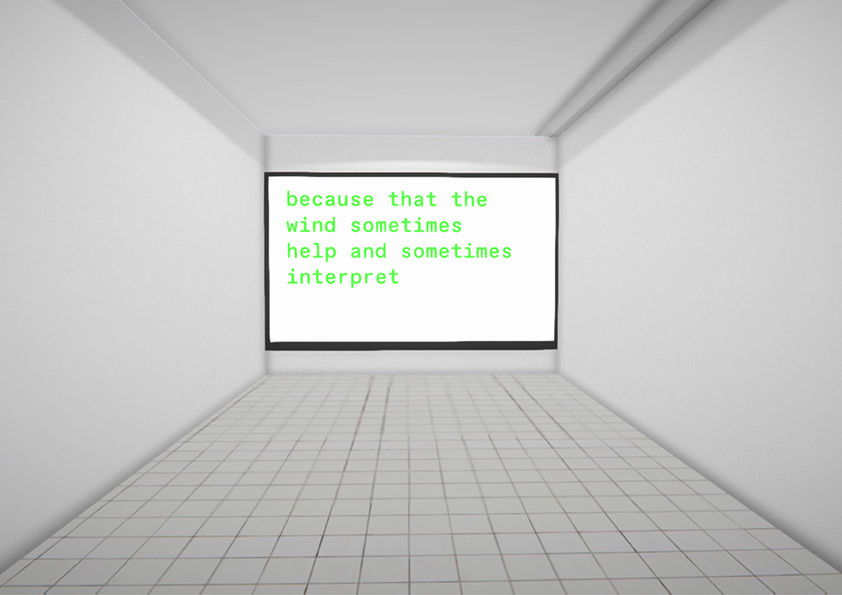 because that the
wind sometimes
help and sometimes
interpret